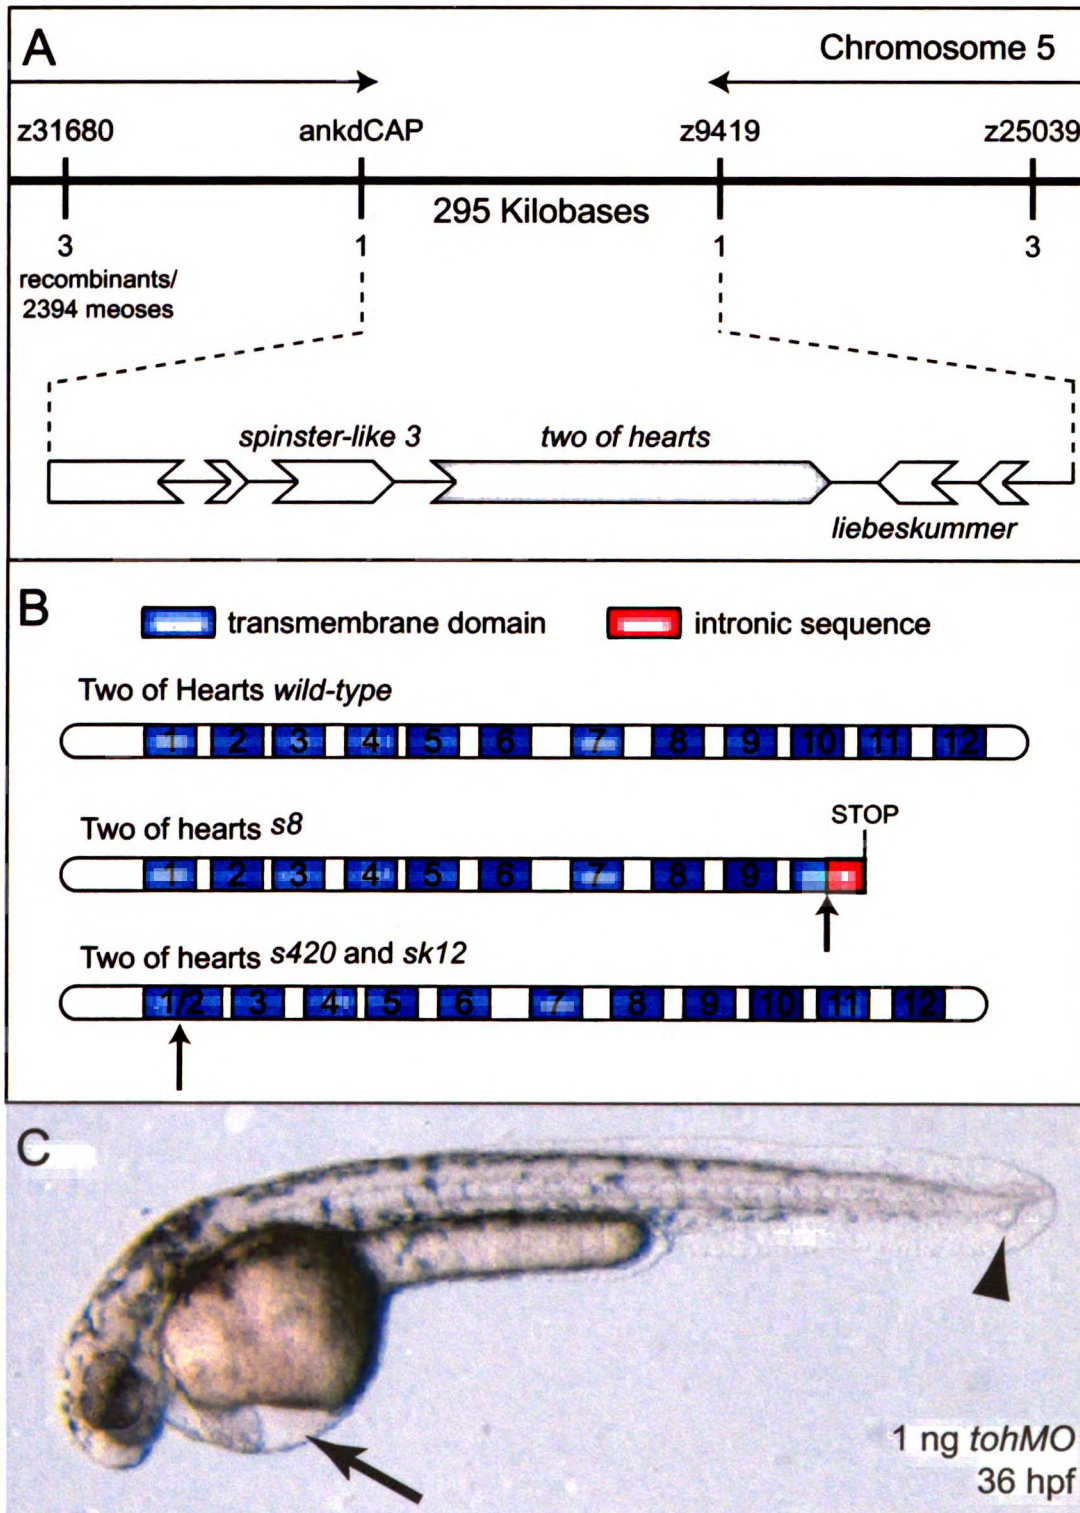 A
Chromosome 5
z31680 ankdCAP z9419 z25039
295 Kilobases
3 1 1 3
recombinants/
2394 meoses
spinster-like 3 two of hearts
liebeskummer
B
transmembrane domain intronic sequence
Two of Hearts wild-type
1 2 3 4 5 6 7 8 9 10 11 12
STOP
Two of hearts s8
1 2 3 4 5 6 7 8 9
Two of hearts s420 and sk12
1/2 3 4 5 6 7 8 9 10 11 12
C
1 ng tohMO
36 hpf